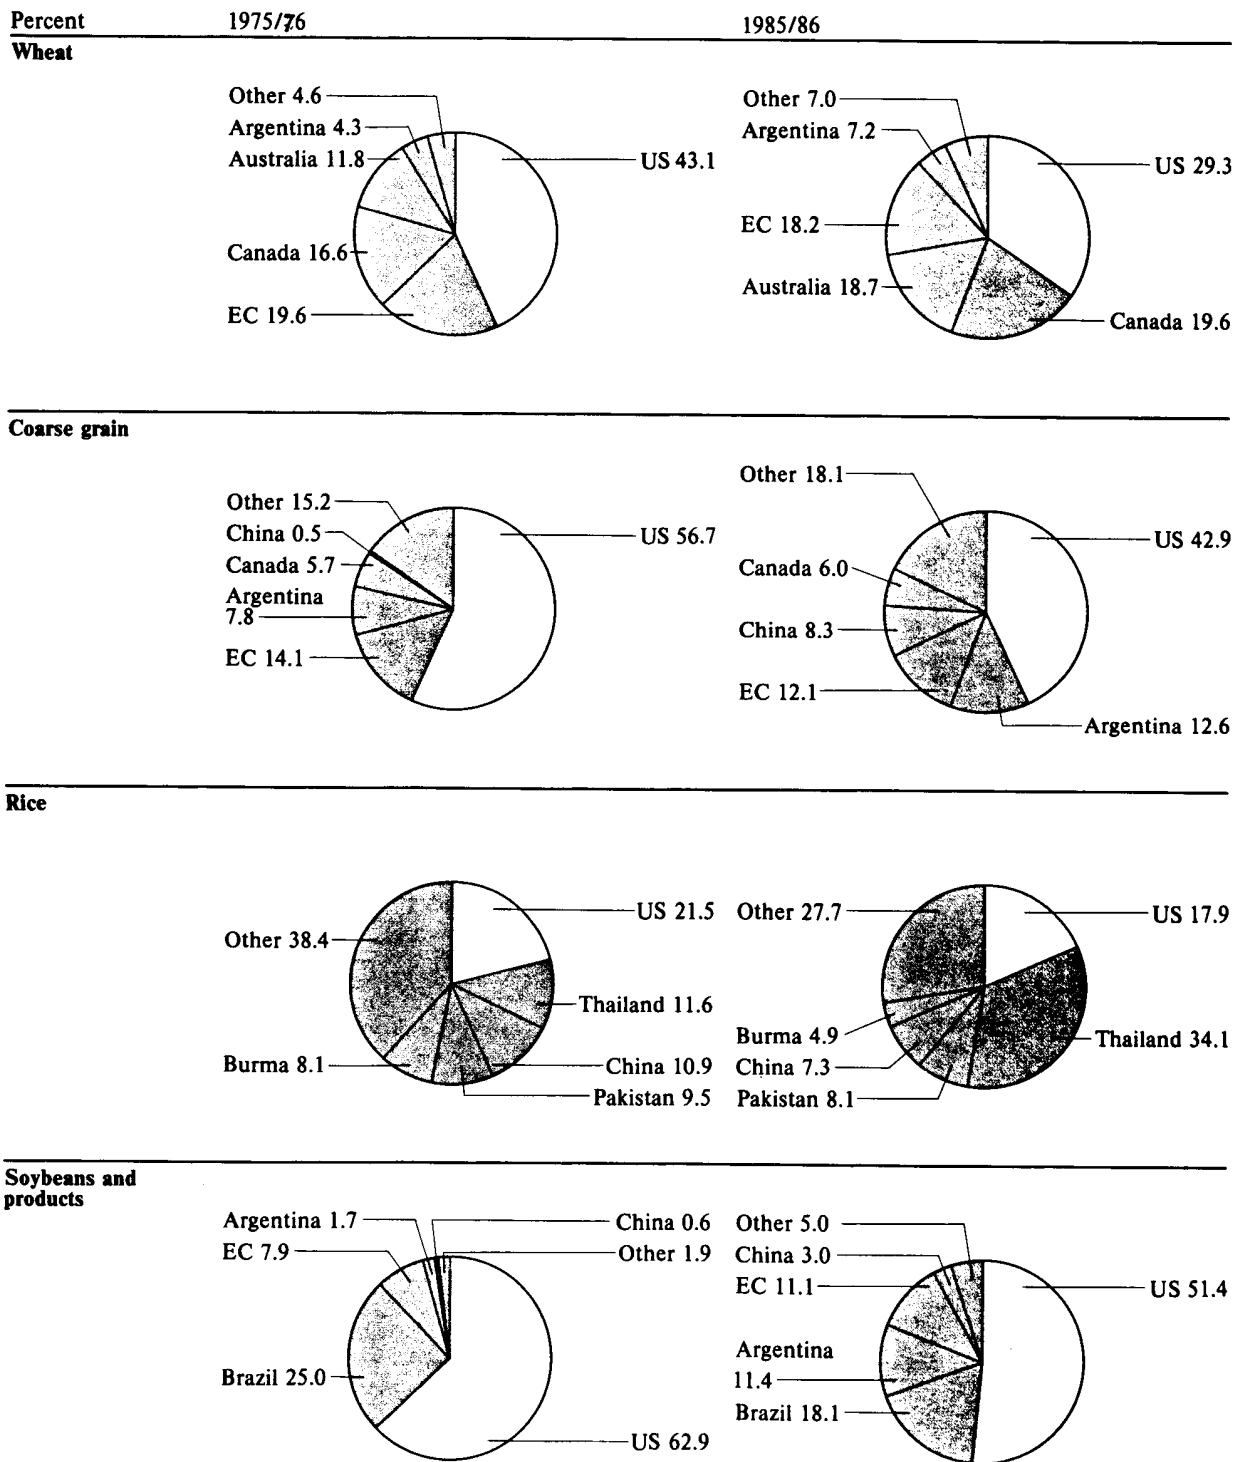 Percent 1975/76 1985/86
Wheat
Other 4.6
Argentina 4.3
Australia 11.8
US 43.1
Canada 16.6
EC 19.6
Other 7.0
Argentina 7.2
US 29.3
EC 18.2
Australia 18.7
Canada 19.6
Coarse grain
Other 15.2
China 0.5
US 56.7
Canada 5.7
Argentina
7.8
EC 14.1
Other 18.1
US 42.9
Canada 6.0
China 8.3
EC 12.1
Argentina 12.6
Rice
US 21.5
Other 38.4
Thailand 11.6
Burma 8.1
China 10.9
Pakistan 9.5
Other 27.7
US 17.9
Burma 4.9
Thailand 34.1
China 7.3
Pakistan 8.1
Soybeans and
products
Argentina 1.7
China 0.6
EC 7.9
Other 1.9
Brazil 25.0
US 62.9
Other 5.0
China 3.0
EC 11.1
US 51.4
Argentina
11.4
Brazil 18.1